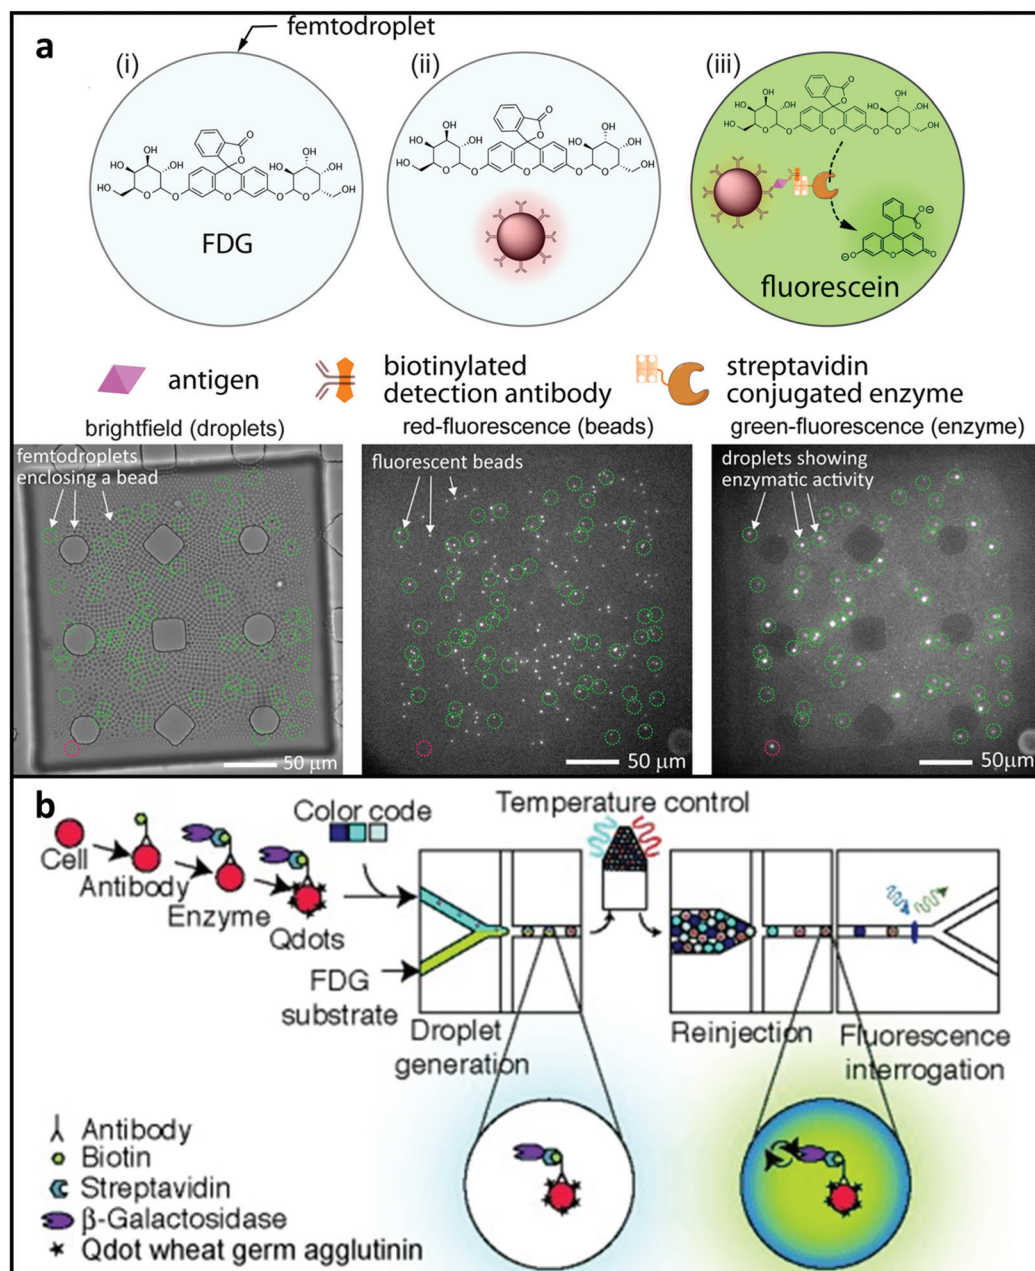 a
femtodroplet
(i)
(ii)
(iii)
FDG
fluorescein
antigen
biotinylated
detection antibody
streptavidin
conjugated enzyme
brightfield (droplets)
red-fluorescence (beads)
green-fluorescence (enzyme)
femtodroplets
enclosing a bead
fluorescent beads
droplets showing
enzymatic activity
50 μm
50 μm
50μm
b
Color code
Temperature control
Cell
Antibody
Enzyme
Qdots
FDG
substrate
Droplet
generation
Reinjection
Fluorescence
interrogation
Antibody
Biotin
Streptavidin
β-Galactosidase
Qdot wheat germ agglutinin